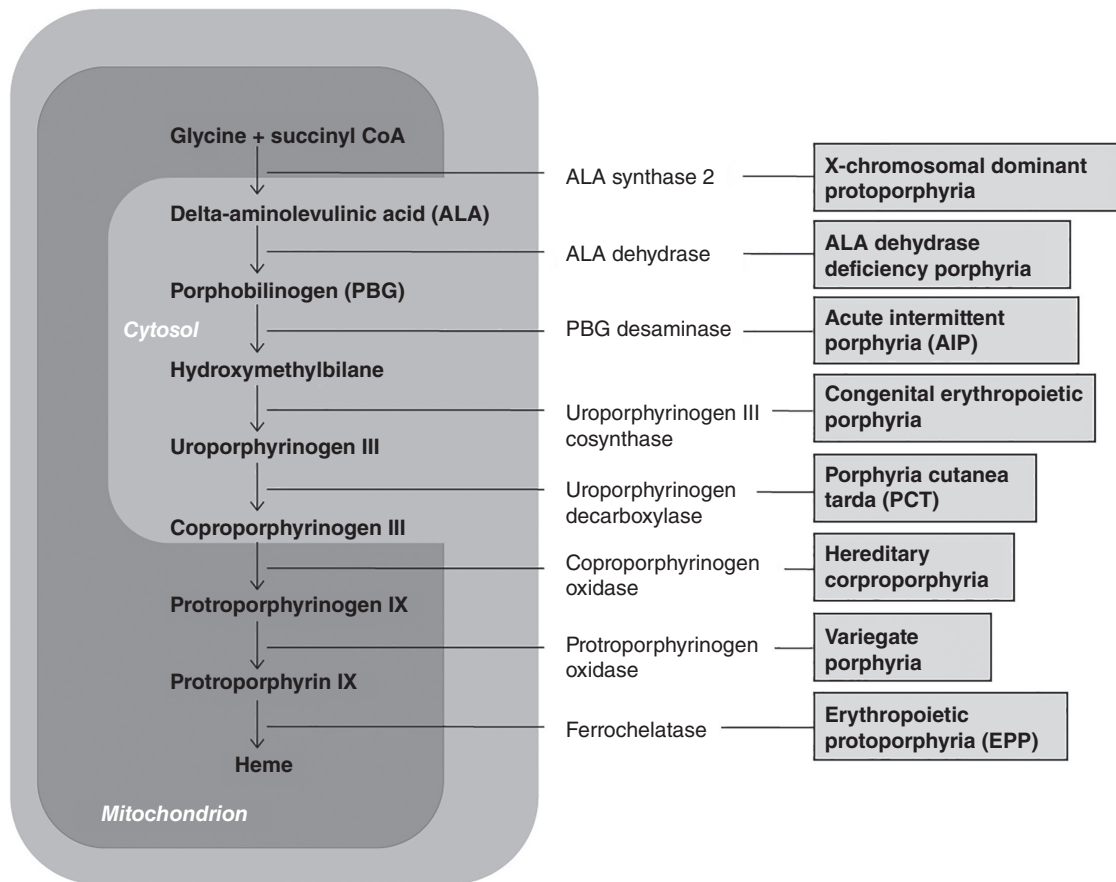 Glycine + succinyl CoA
ALA synthase 2
X-chromosomal dominant
protoporphyria
Delta-aminolevulinic acid (ALA)
ALA dehydrase
ALA dehydrase
deficiency porphyria
Porphobilinogen (PBG)
Cytosol
PBG desaminase
Acute intermittent
porphyria (AIP)
Hydroxymethylbilane
Uroporphyrinogen III
cosynthase
Congenital erythropoietic
porphyria
Uroporphyrinogen III
Uroporphyrinogen
decarboxylase
Porphyria cutanea
tarda (PCT)
Coproporphyrinogen III
Coproporphyrinogen
oxidase
Hereditary
corproporphyria
Protroporphyrinogen IX
Protroporphyrinogen
oxidase
Variegate
porphyria
Protroporphyrin IX
Ferrochelatase
Erythropoietic
protoporphyria (EPP)
Heme
Mitochondrion